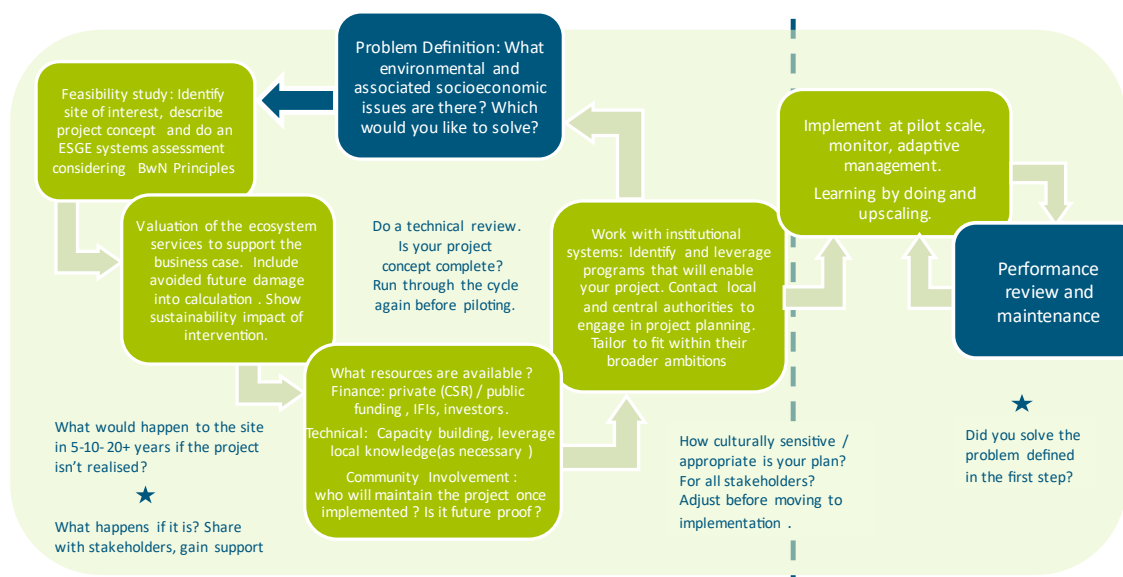 Problem Definition: What
environmental and
associated socioeconomic
issues are there? Which
would you like to solve?
Feasibility study: Identify
site of interest, describe
project concept and do an
ESGE systems assessment
considering BwN Principles
Valuation of the ecosystem
services to support the
business case. Include
avoided future damage
into calculation . Show
sustainability impact of
intervention.
What resources are available ?
Finance: private (CSR) / public
funding , IFIs, investors.
Technical: Capacity building, leverage
local knowledge(as necessary )
Community Involvement :
who will maintain the project once
implemented ? Is it future proof ?
Do a technical review.
Is your project
concept complete?
Run through the cycle
again before piloting.
Work with institutional
systems: Identify and leverage
programs that will enable
your project. Contact local
and central authorities to
engage in project planning.
Tailor to fit within their
broader ambitions
Implement at pilot scale,
monitor, adaptive
management.
Learning by doing and
upscaling.
Performance
review and
maintenance
What would happen to the site
in 5-10- 20+ years if the project
isn't realised?
What happens if it is? Share
with stakeholders, gain support
How culturally sensitive /
appropriate is your plan?
For all stakeholders?
Adjust before moving to
implementation .
Did you solve the
problem defined
in the first step?